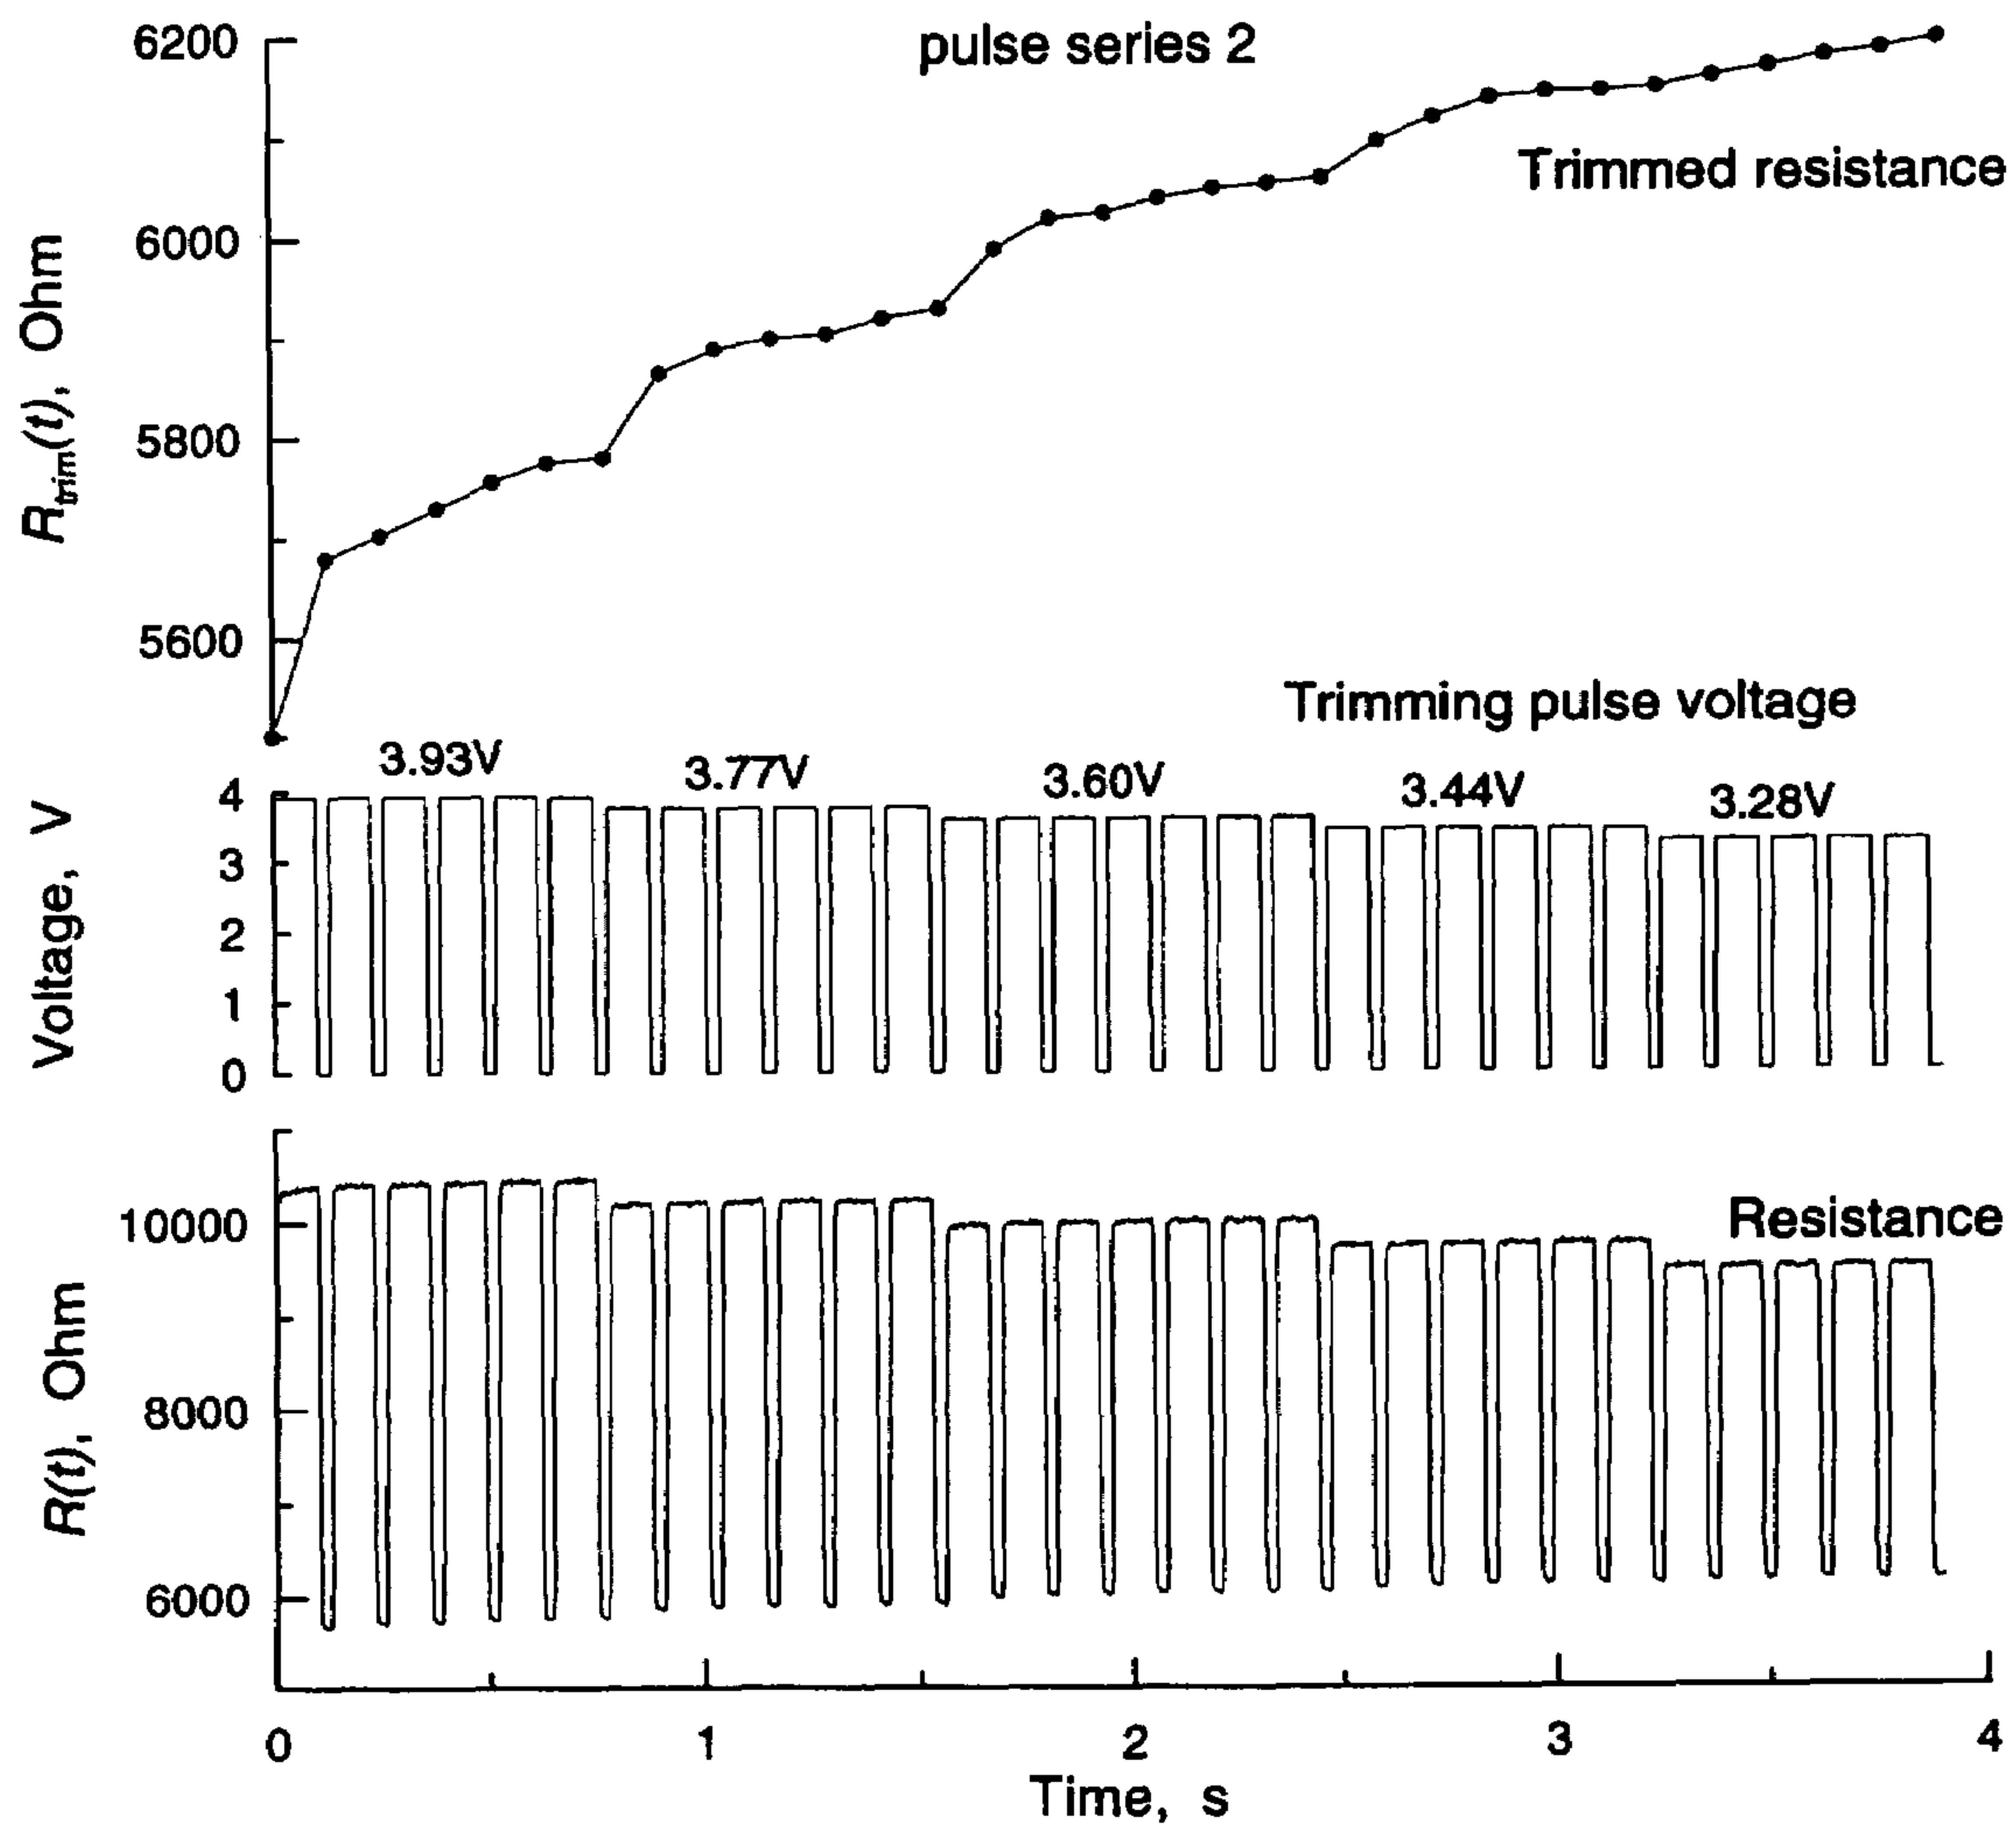 pulse series 2
6200
6000
5800
5600
R_trim(t), Ohm
Trimmed resistance
Trimming pulse voltage
3.93V
3.77V
3.60V
3.44V
3.28V
4
3
2
1
0
Voltage, V
Resistance
10000
8000
6000
R(t), Ohm
0
1
2
3
4
Time, s